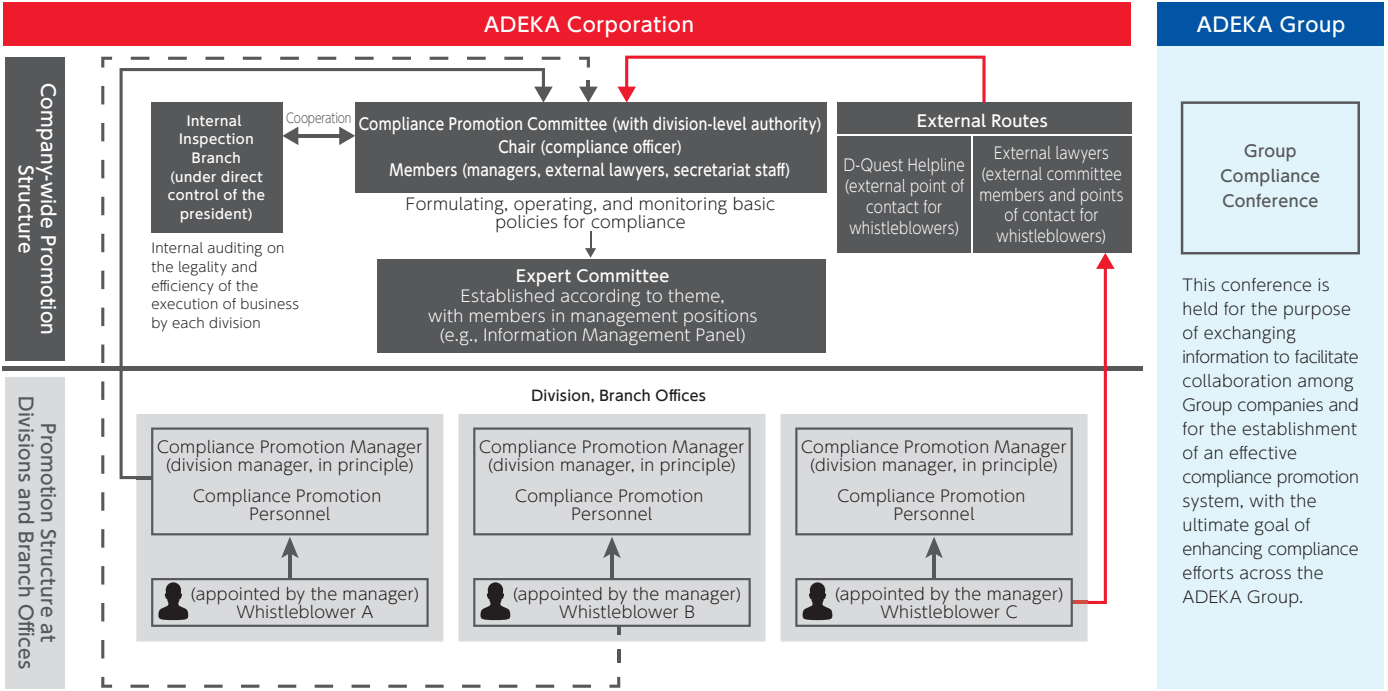 ADEKA Corporation
ADEKA Group
Company-wide Promotion
Structure
Internal
Inspection
Branch
(under direct
control of the
president)
Internal auditing on
the legality and
efficiency of the
execution of business
by each division
Cooperation
Compliance Promotion Committee (with division-level authority)
Chair (compliance officer)
Members (managers, external lawyers, secretariat staff)
Formulating, operating, and monitoring basic
policies for compliance
Expert Committee
Established according to theme,
with members in management positions
(e.g., Information Management Panel)
External Routes
D-Quest Helpline
(external point of
contact for
whistleblowers)
External lawyers
(external committee
members and points
of contact for
whistleblowers)
Group
Compliance
Conference
This conference is
held for the purpose
of exchanging
information to facilitate
collaboration among
Group companies and
for the establishment
of an effective
compliance promotion
system, with the
ultimate goal of
enhancing compliance
efforts across the
ADEKA Group.
Promotion Structure at
Divisions and Branch Offices
Division, Branch Offices
Compliance Promotion Manager
(division manager, in principle)
Compliance Promotion
Personnel
(appointed by the manager)
Whistleblower A
Compliance Promotion Manager
(division manager, in principle)
Compliance Promotion
Personnel
(appointed by the manager)
Whistleblower B
Compliance Promotion Manager
(division manager, in principle)
Compliance Promotion
Personnel
(appointed by the manager)
Whistleblower C